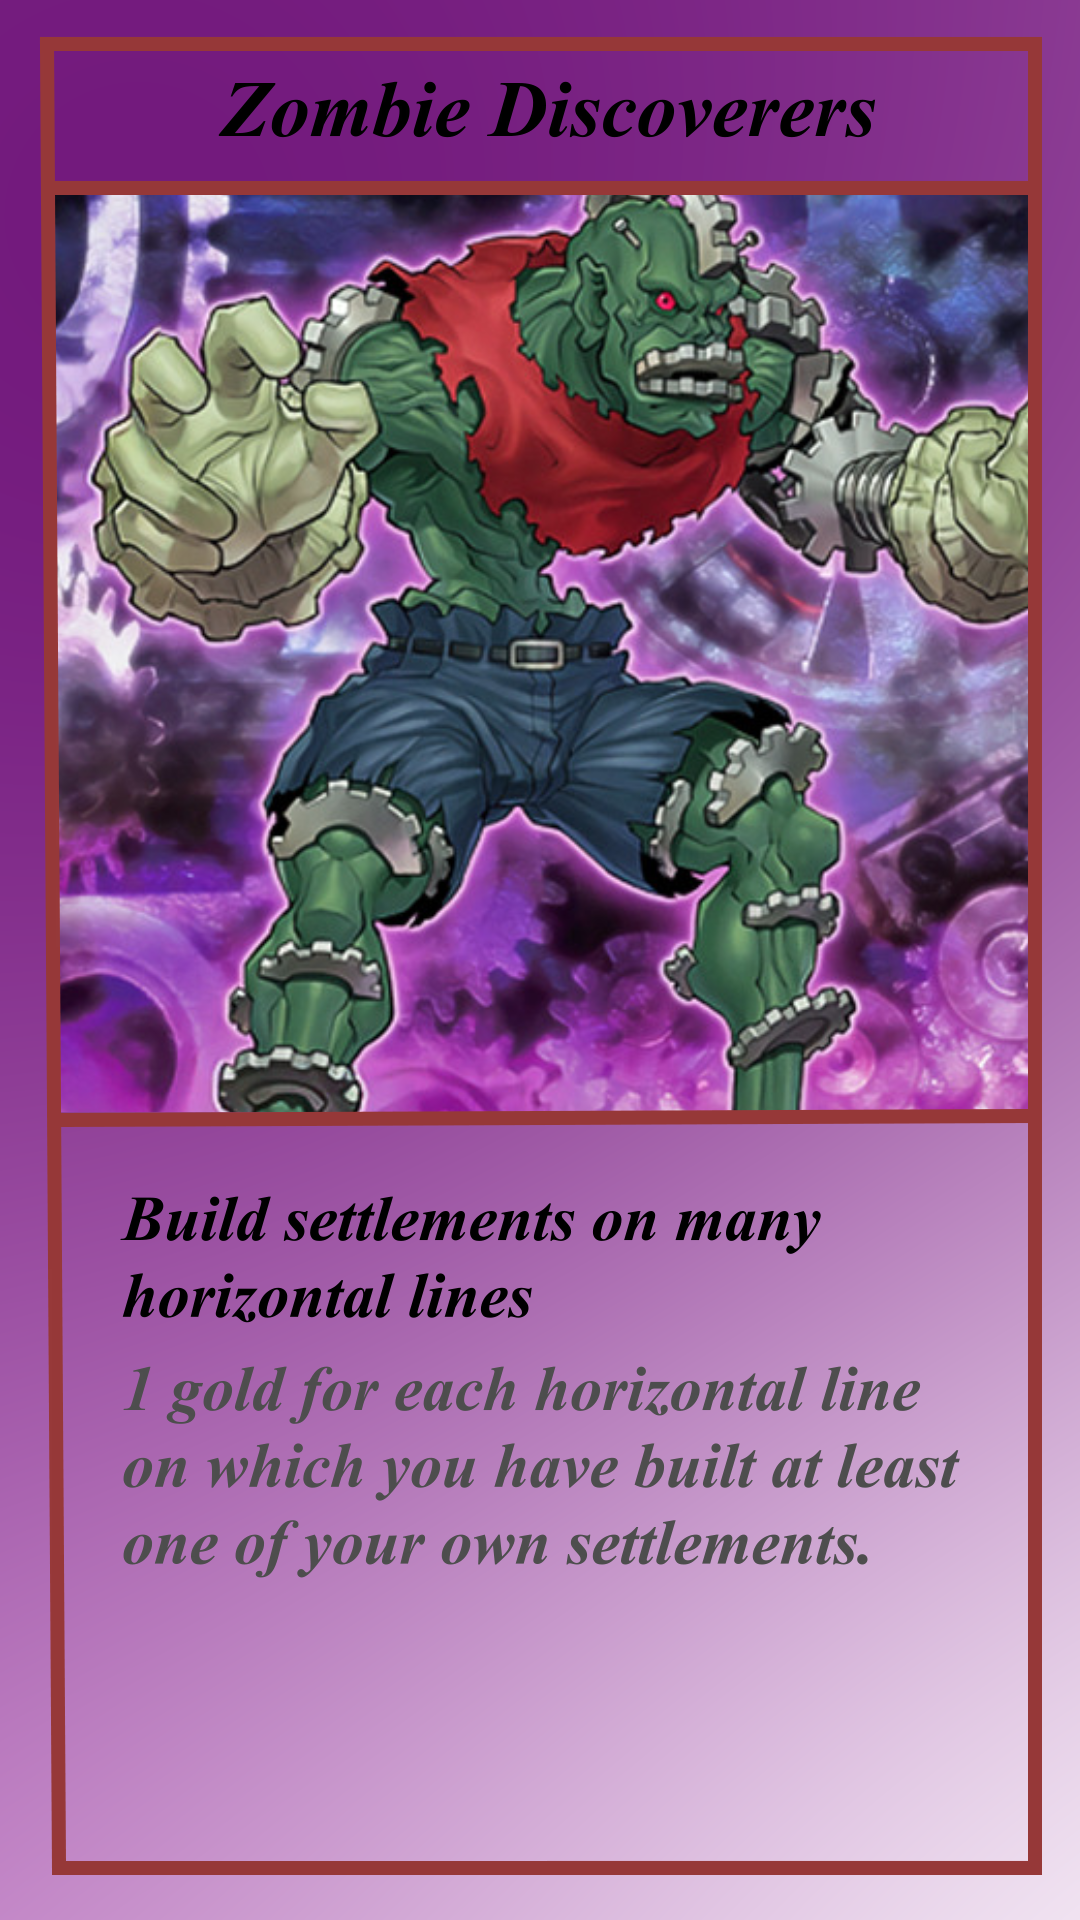 Zombie Discoverers
Build settlements on many
horizontal lines
1 gold for each horizontal line
on which you have built at least
one of your own settlements.